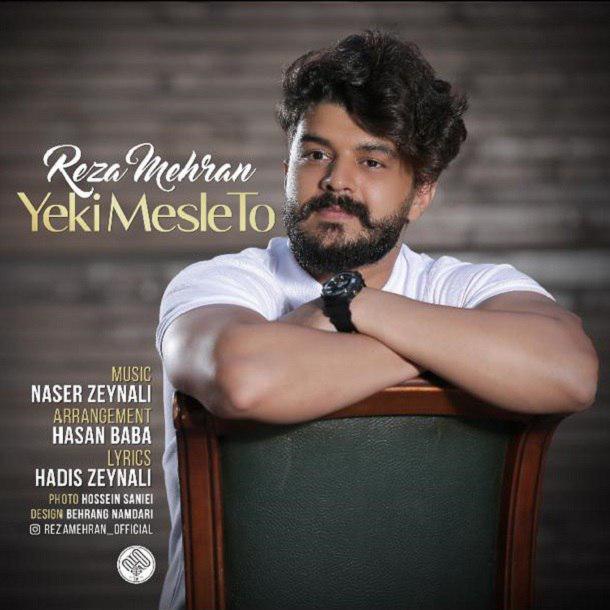 Reza Mehran
Yeki Mesle To
MUSIC
NASER ZEYNALI
ARRANGEMENT
HASAN BABA
LYRICS
HADIS ZEYNALI
PHOTO HOSSEIN SANIEI
DESIGN BEHRANG NAMDARI
REZAMEHRAN_OFFICIAL